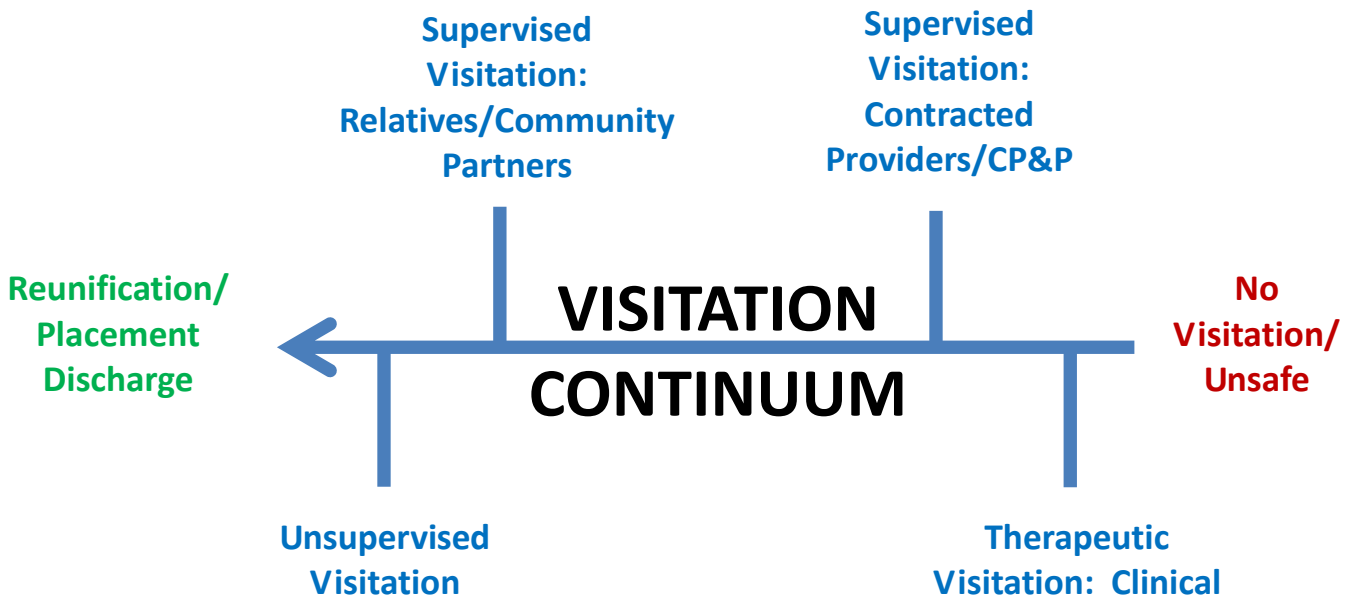 Supervised
Visitation:
Relatives/Community
Partners
Supervised
Visitation:
Contracted
Providers/CP&P
Reunification/
Placement
Discharge
VISITATION
CONTINUUM
No
Visitation/
Unsafe
Unsupervised
Visitation
Therapeutic
Visitation: Clinical